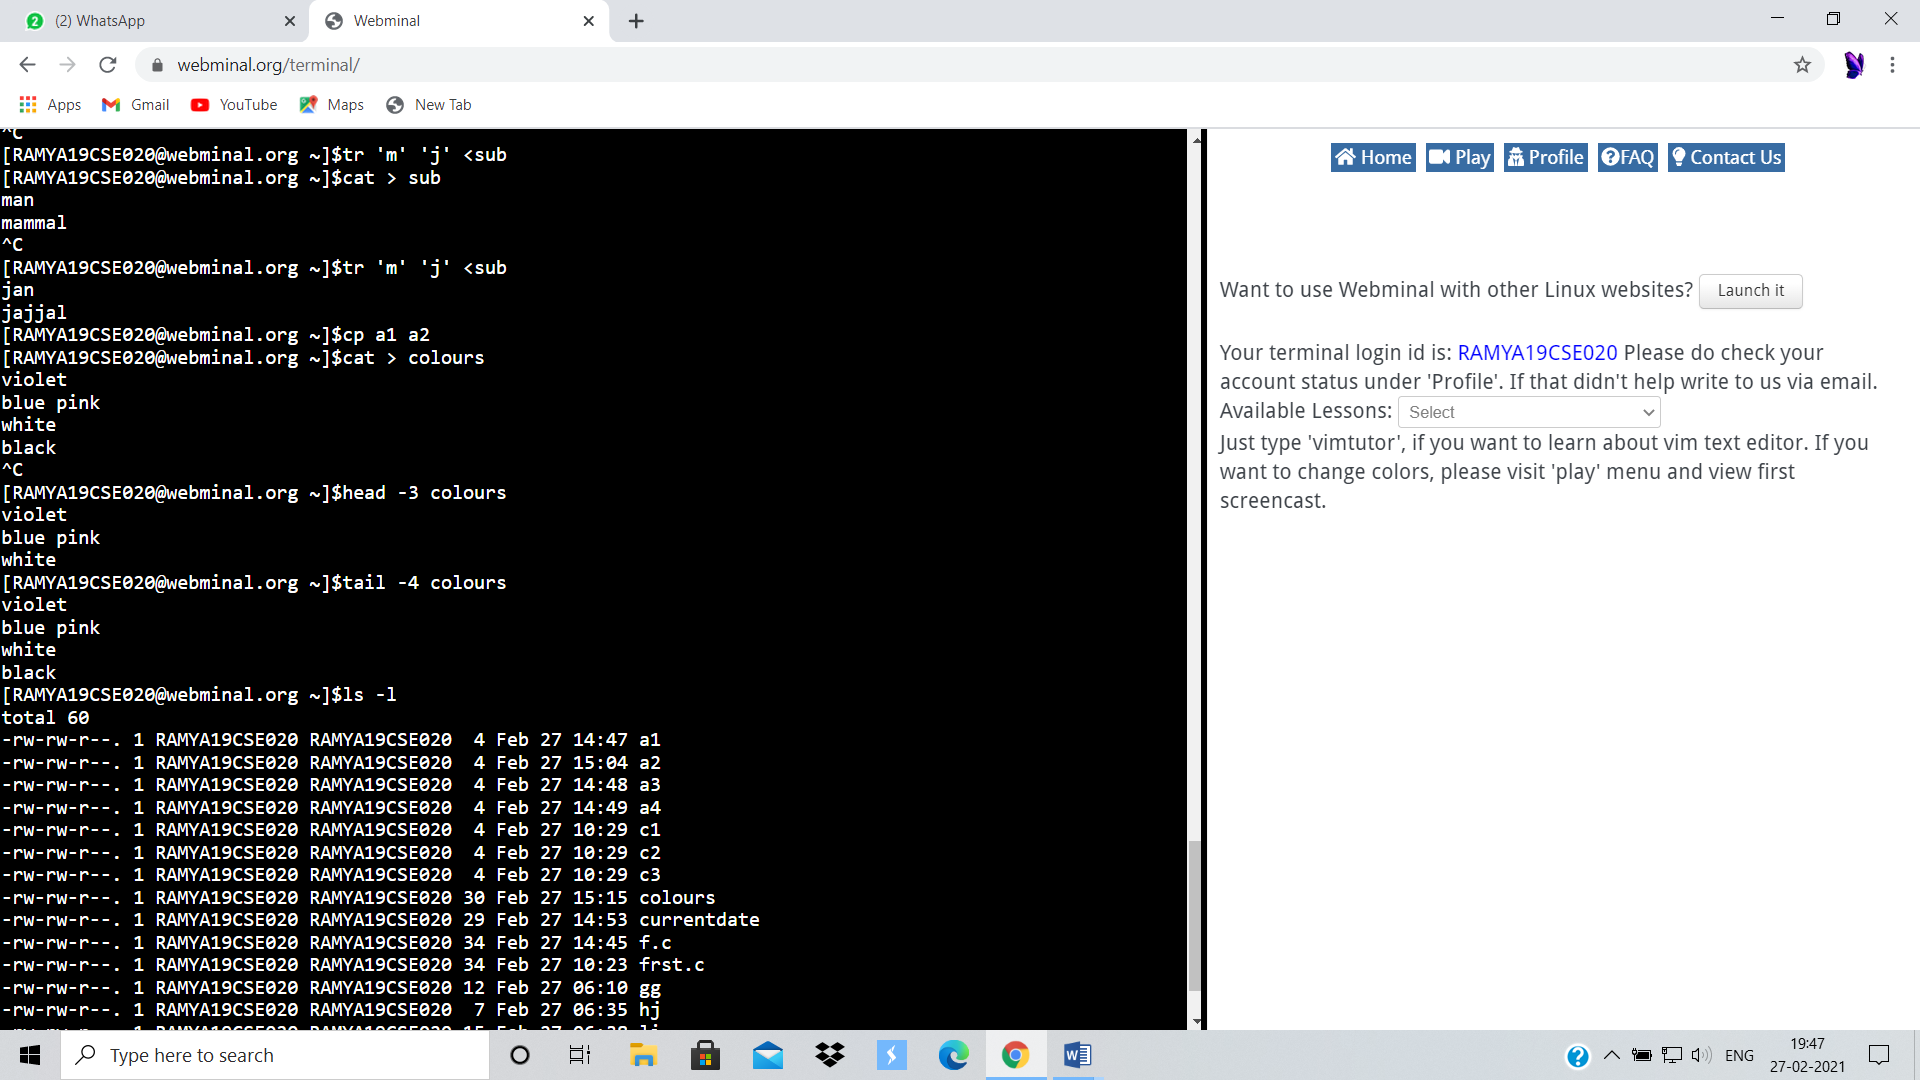 (2) WhatsApp
Webminal
webminal.org/terminal/
Apps Gmail YouTube Maps New Tab
^C
[RAMYA19CSE020@webminal.org ~]$tr 'm' 'j' <sub
[RAMYA19CSE020@webminal.org ~]$cat > sub
man
mammal
^C
[RAMYA19CSE020@webminal.org ~]$tr 'm' 'j' <sub
jan
jajjal
[RAMYA19CSE020@webminal.org ~]$cp a1 a2
[RAMYA19CSE020@webminal.org ~]$cat > colours
violet
blue pink
white
black
^C
[RAMYA19CSE020@webminal.org ~]$head -3 colours
violet
blue pink
white
[RAMYA19CSE020@webminal.org ~]$tail -4 colours
violet
blue pink
white
black
[RAMYA19CSE020@webminal.org ~]$ls -l
total 60
-rw-rw-r--. 1 RAMYA19CSE020 RAMYA19CSE020  4 Feb 27 14:47 a1
-rw-rw-r--. 1 RAMYA19CSE020 RAMYA19CSE020  4 Feb 27 15:04 a2
-rw-rw-r--. 1 RAMYA19CSE020 RAMYA19CSE020  4 Feb 27 14:48 a3
-rw-rw-r--. 1 RAMYA19CSE020 RAMYA19CSE020  4 Feb 27 14:49 a4
-rw-rw-r--. 1 RAMYA19CSE020 RAMYA19CSE020  4 Feb 27 10:29 c1
-rw-rw-r--. 1 RAMYA19CSE020 RAMYA19CSE020  4 Feb 27 10:29 c2
-rw-rw-r--. 1 RAMYA19CSE020 RAMYA19CSE020  4 Feb 27 10:29 c3
-rw-rw-r--. 1 RAMYA19CSE020 RAMYA19CSE020 30 Feb 27 15:15 colours
-rw-rw-r--. 1 RAMYA19CSE020 RAMYA19CSE020 29 Feb 27 14:53 currentdate
-rw-rw-r--. 1 RAMYA19CSE020 RAMYA19CSE020 34 Feb 27 14:45 f.c
-rw-rw-r--. 1 RAMYA19CSE020 RAMYA19CSE020 34 Feb 27 10:23 frst.c
-rw-rw-r--. 1 RAMYA19CSE020 RAMYA19CSE020 12 Feb 27 06:10 gg
-rw-rw-r--. 1 RAMYA19CSE020 RAMYA19CSE020  7 Feb 27 06:35 hj
Home Play Profile FAQ Contact Us
Want to use Webminal with other Linux websites? Launch it
Your terminal login id is: RAMYA19CSE020 Please do check your
account status under 'Profile'. If that didn't help write to us via email.
Available Lessons: Select
Just type 'vimtutor', if you want to learn about vim text editor. If you
want to change colors, please visit 'play' menu and view first
screencast.
Type here to search
ENG
19:47
27-02-2021